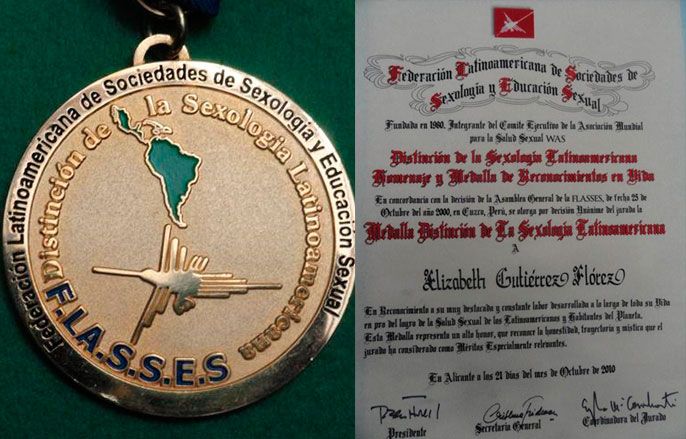 Federación Latinoamericana de Sociedades de Sexología y Educación Sexual
Distinción de la Sexología Latinoamericana
F.L.A.S.S.E.S
Federación Latinoamericana de Sociedades de
Sexología y Educación Sexual
Fundada en 1980. Integrante del Comite Ejecutivo de la Asociación Mundial
para la Salud Sexual WAS
Distinción de la Sexología Latinoamericana
Homenaje y Medalla de Reconocimientos en Vida
En concordancia con la decisión de la Asamblea General de la FLASSES, de fecha 25
de Octubre del año 2000, en Cuzco, Perú, se otorga por decisión Unánime del jurado la
Medalla Distinción de La Sexología Latinoamericana
A
Elizabeth Gutiérrez Flórez
En Reconocimiento a su muy destacada y constante labor desarrollada a lo largo de toda su Vida
en pro del logro de la Salud Sexual de los Latinoamericanos y Habitantes del Planeta.
Esta Medalla representa un alto honor, que reconocer la honestidad, trayectoria y mística que el
jurado ha considerado como Méritos Especialmente relevantes.
En Alicante a los 21 días del mes de Octubre de 2010
Presidente
Secretaria General
Coordinadora del Jurado